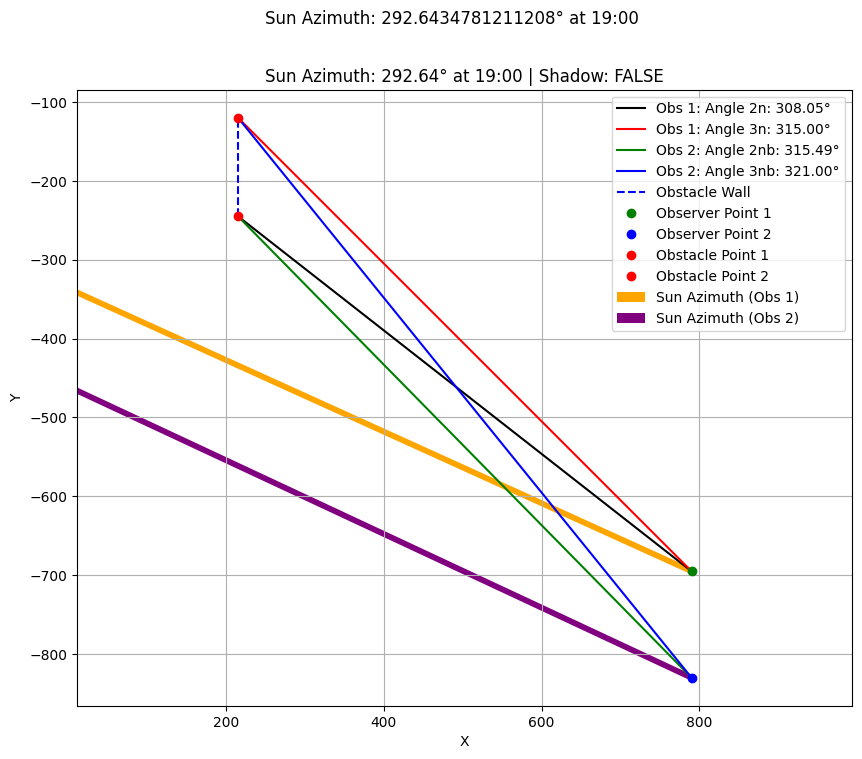 Sun Azimuth: 292.6434781211208° at 19:00
Sun Azimuth: 292.64° at 19:00 | Shadow: FALSE
Obs 1: Angle 2n: 308.05°
Obs 1: Angle 3n: 315.00°
Obs 2: Angle 2nb: 315.49°
Obs 2: Angle 3nb: 321.00°
Obstacle Wall
Observer Point 1
Observer Point 2
Obstacle Point 1
Obstacle Point 2
Sun Azimuth (Obs 1)
Sun Azimuth (Obs 2)
−100
−200
−300
−400
−500
−600
−700
−800
Y
200
400
600
800
X